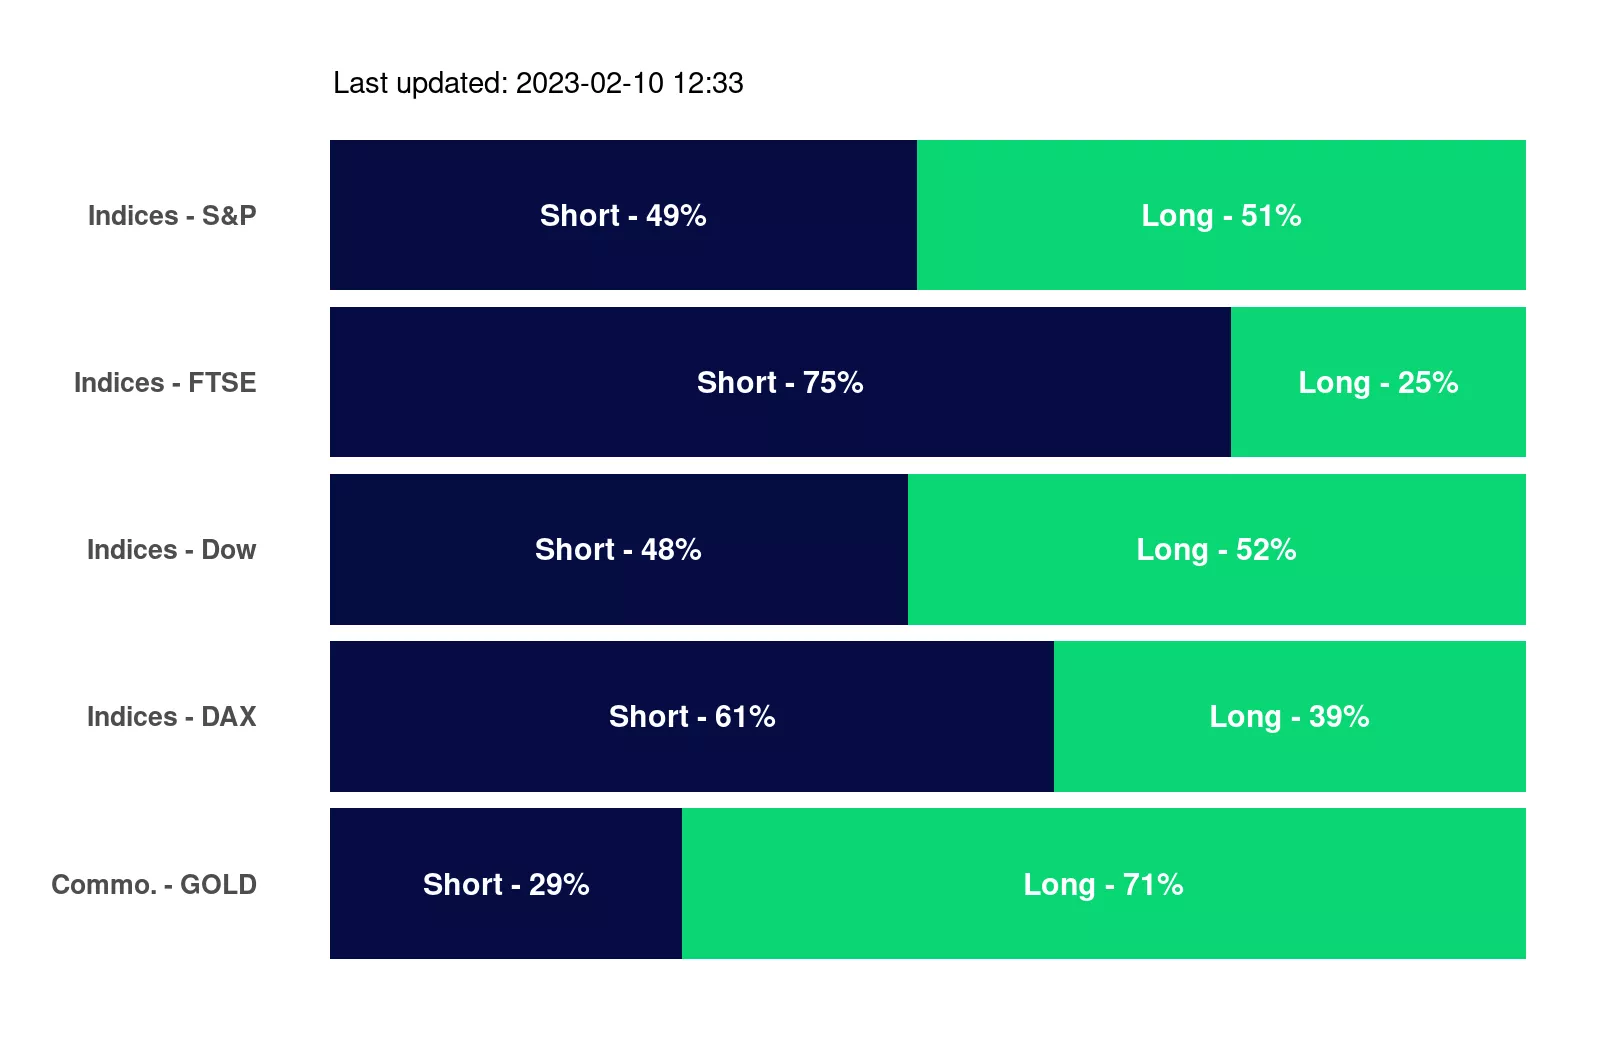 Last updated: 2023-02-10 12:33
Indices - S&P Short - 49% Long - 51%
Indices - FTSE Short - 75% Long - 25%
Indices - Dow Short - 48% Long - 52%
Indices - DAX Short - 61% Long - 39%
Commo. - GOLD Short - 29% Long - 71%